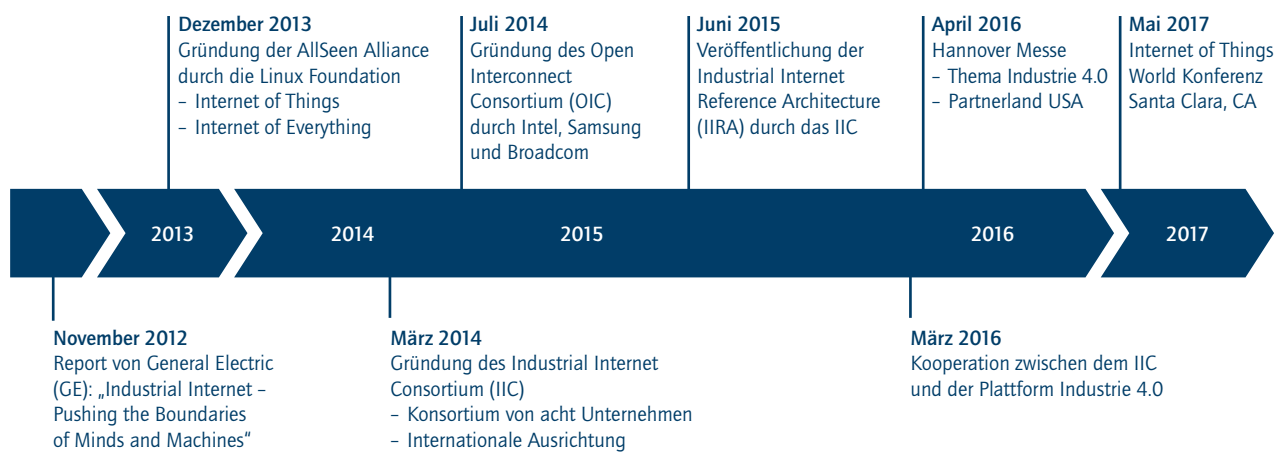 Dezember 2013
Gründung der AllSeen Alliance
durch die Linux Foundation
– Internet of Things
– Internet of Everything
Juli 2014
Gründung des Open
Interconnect
Consortium (OIC)
durch Intel, Samsung
und Broadcom
Juni 2015
Veröffentlichung der
Industrial Internet
Reference Architecture
(IIRA) durch das IIC
April 2016
Hannover Messe
– Thema Industrie 4.0
– Partnerland USA
Mai 2017
Internet of Things
World Konferenz
Santa Clara, CA
2013
2014
2015
2016
2017
November 2012
Report von General Electric
(GE): „Industrial Internet –
Pushing the Boundaries
of Minds and Machines“
März 2014
Gründung des Industrial Internet
Consortium (IIC)
– Konsortium von acht Unternehmen
– Internationale Ausrichtung
März 2016
Kooperation zwischen dem IIC
und der Plattform Industrie 4.0